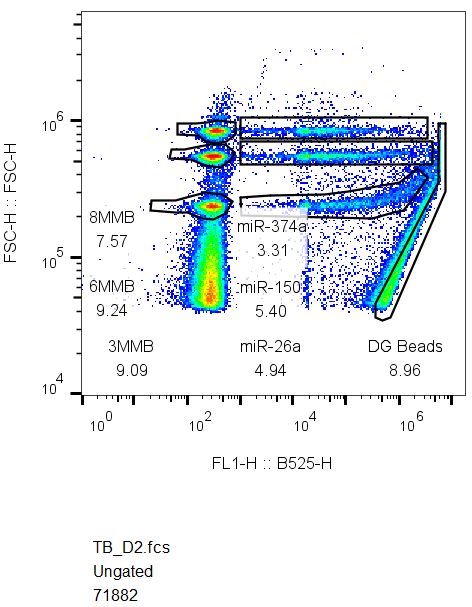 FSC-H :: FSC-H
10^6
10^5
10^4
8MMB
7.57
miR-374a
3.31
6MMB
9.24
miR-150
5.40
3MMB
9.09
miR-26a
4.94
DG Beads
8.96
10^0 10^2 10^4 10^6
FL1-H :: B525-H
TB_D2.fcs
Ungated
71882